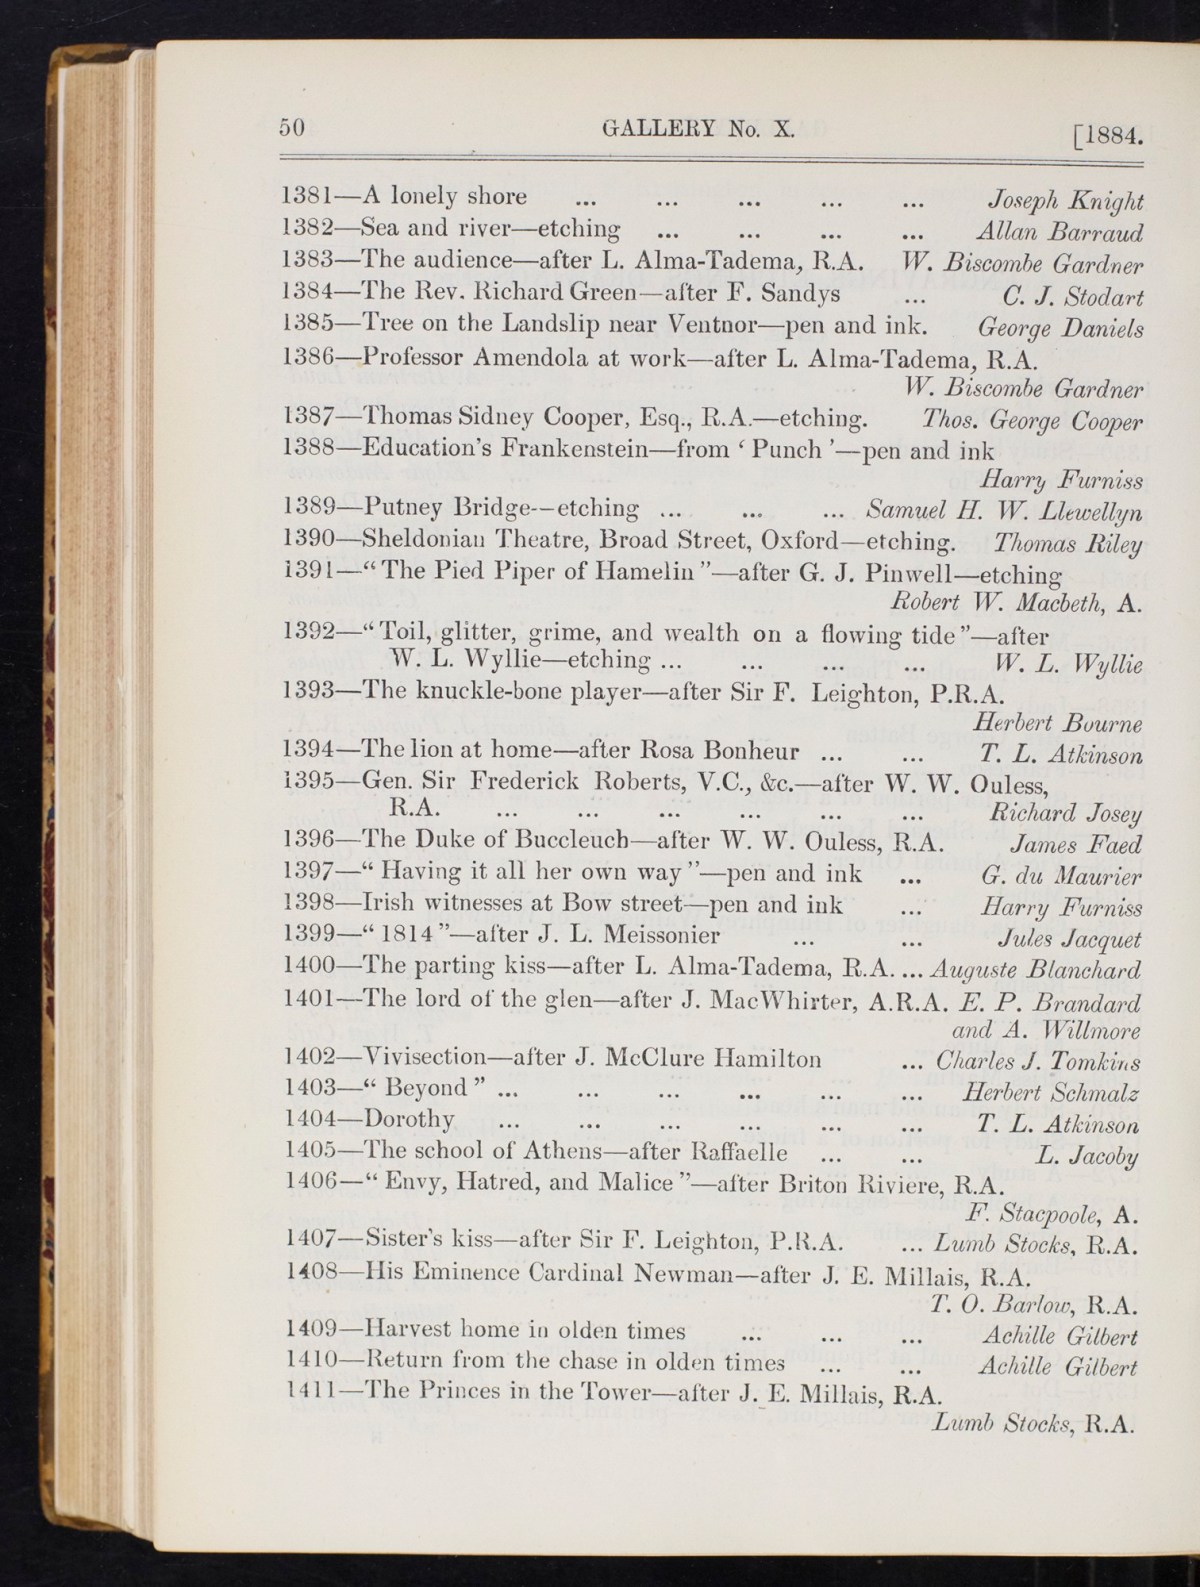 50 GALLERY No. X. [1884.
1381—A lonely shore ... ... ... ... ... Joseph Knight
1382—Sea and river—etching ... ... ... ... Allan Barraud
1383—The audience—after L. Alma-Tadema, R.A. W. Biscombe Gardner
1384—The Rev. Richard Green—after F. Sandys ... C. J. Stodart
1385—Tree on the Landslip near Ventnor—pen and ink. George Daniels
1386—Professor Amendola at work—after L. Alma-Tadema, R.A.
W. Biscombe Gardner
1387—Thomas Sidney Cooper, Esq., R.A.—etching. Thos. George Cooper
1388—Education's Frankenstein—from ‘ Punch ’—pen and ink
Harry Furniss
1389—Putney Bridge--etching ... ... ... Samuel H. W. Llewellyn
1390—Sheldonian Theatre, Broad Street, Oxford—etching. Thomas Riley
1391—“ The Pied Piper of Hamelin ”—after G. J. Pinwell—etching
Robert W. Macbeth, A.
1392—“ Toil, glitter, grime, and wealth on a flowing tide ”—after
W. L. Wyllie—etching ... ... ... ... W. L. Wyllie
1393—The knuckle-bone player—after Sir F. Leighton, P.R.A.
Herbert Bourne
1394—The lion at home—after Rosa Bonheur ... ... T. L. Atkinson
1395—Gen. Sir Frederick Roberts, V.C., &c.—after W. W. Ouless,
R.A. ... ... ... ... ... ... Richard Josey
1396—The Duke of Buccleuch—after W. W. Ouless, R.A. James Faed
1397—“ Having it all her own way ”—pen and ink ... G. du Maurier
1398—Irish witnesses at Bow street—pen and ink ... Harry Furniss
1399—“ 1814 ”—after J. L. Meissonier ... ... Jules Jacquet
1400—The parting kiss—after L. Alma-Tadema, R.A. ... Auguste Blanchard
1401—The lord of the glen—after J. MacWhirter, A.R.A. E. P. Brandard
and A. Willmore
1402—Vivisection—after J. McClure Hamilton ... Charles J. Tomkins
1403—“ Beyond ” ... ... ... ... ... ... Herbert Schmalz
1404—Dorothy ... ... ... ... ... ... T. L. Atkinson
1405—The school of Athens—after Raffaelle ... ... L. Jacoby
1406—“ Envy, Hatred, and Malice ”—after Briton Riviere, R.A.
F. Stacpoole, A.
1407—Sister's kiss—after Sir F. Leighton, P.R.A. ... Lumb Stocks, R.A.
1408—His Eminence Cardinal Newman—after J. E. Millais, R.A.
T. O. Barlow, R.A.
1409—Harvest home in olden times ... ... ... Achille Gilbert
1410—Return from the chase in olden times ... ... Achille Gilbert
1411—The Princes in the Tower—after J. E. Millais, R.A.
Lumb Stocks, R.A.